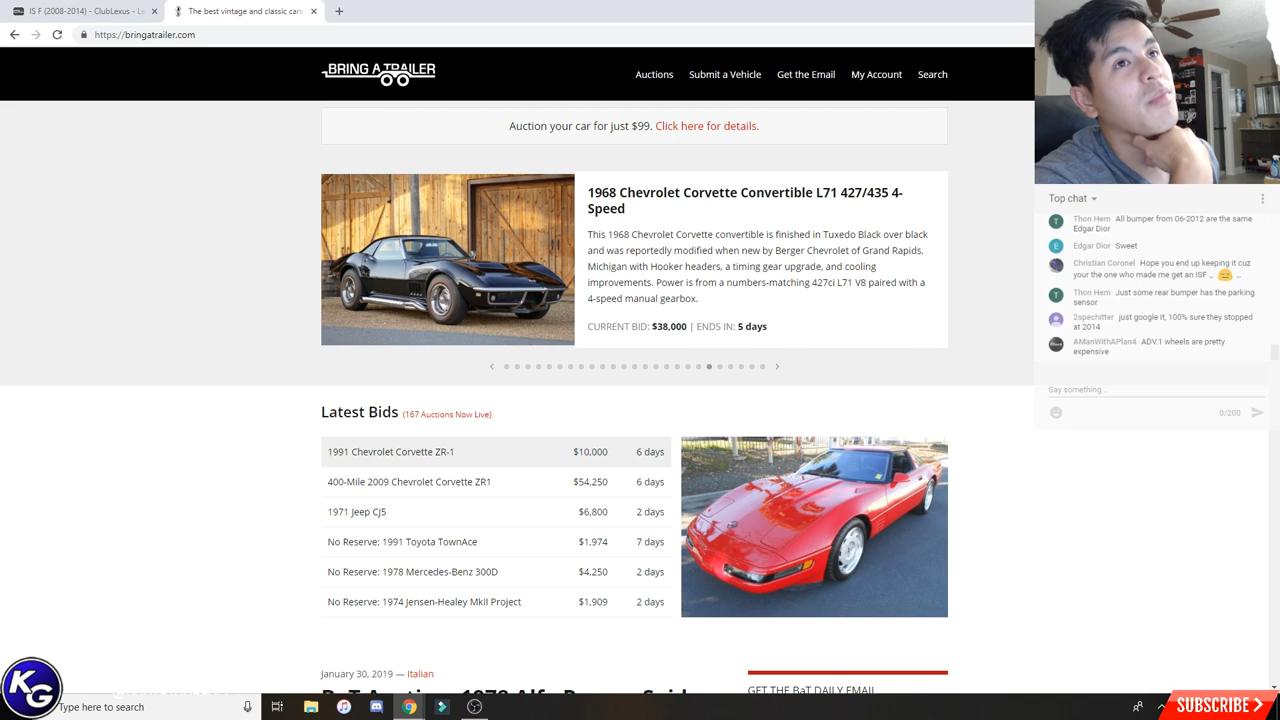 IS F (2008-2014) - ClubLexus - Le
The best vintage and classic cars
https://bringatrailer.com
BRING A TRAILER
Auctions
Submit a Vehicle
Get the Email
My Account
Search
Auction your car for just $99. Click here for details.
1968 Chevrolet Corvette Convertible L71 427/435 4-
Speed
This 1968 Chevrolet Corvette convertible is finished in Tuxedo Black over black
and was reportedly modified when new by Berger Chevrolet of Grand Rapids,
Michigan with Hooker headers, a timing gear upgrade, and cooling
improvements. Power is from a numbers-matching 427ci L71 V8 paired with a
4-speed manual gearbox.
CURRENT BID: $38,000 | ENDS IN: 5 days
Latest Bids (167 Auctions Now Live)
1991 Chevrolet Corvette ZR-1 $10,000 6 days
400-Mile 2009 Chevrolet Corvette ZR1 $54,250 6 days
1971 Jeep CJ5 $6,800 2 days
No Reserve: 1991 Toyota TownAce $1,974 7 days
No Reserve: 1978 Mercedes-Benz 300D $4,250 2 days
No Reserve: 1974 Jensen-Healey MkII Project $1,909 2 days
January 30, 2019 — Italian
GET THE BaT DAILY EMAIL
Top chat
T Thon Hem All bumper from 06-2012 are the same
Edgar Dior
E Edgar Dior Sweet
Christian Coronel Hope you end up keeping it cuz
your the one who made me get an ISF .. ..
T Thon Hem Just some rear bumper has the parking
sensor
2spechitter just google it, 100% sure they stopped
at 2014
AManWithAPlan4 ADV.1 wheels are pretty
expensive
Say something...
0/200
KG
Type here to search
SUBSCRIBE